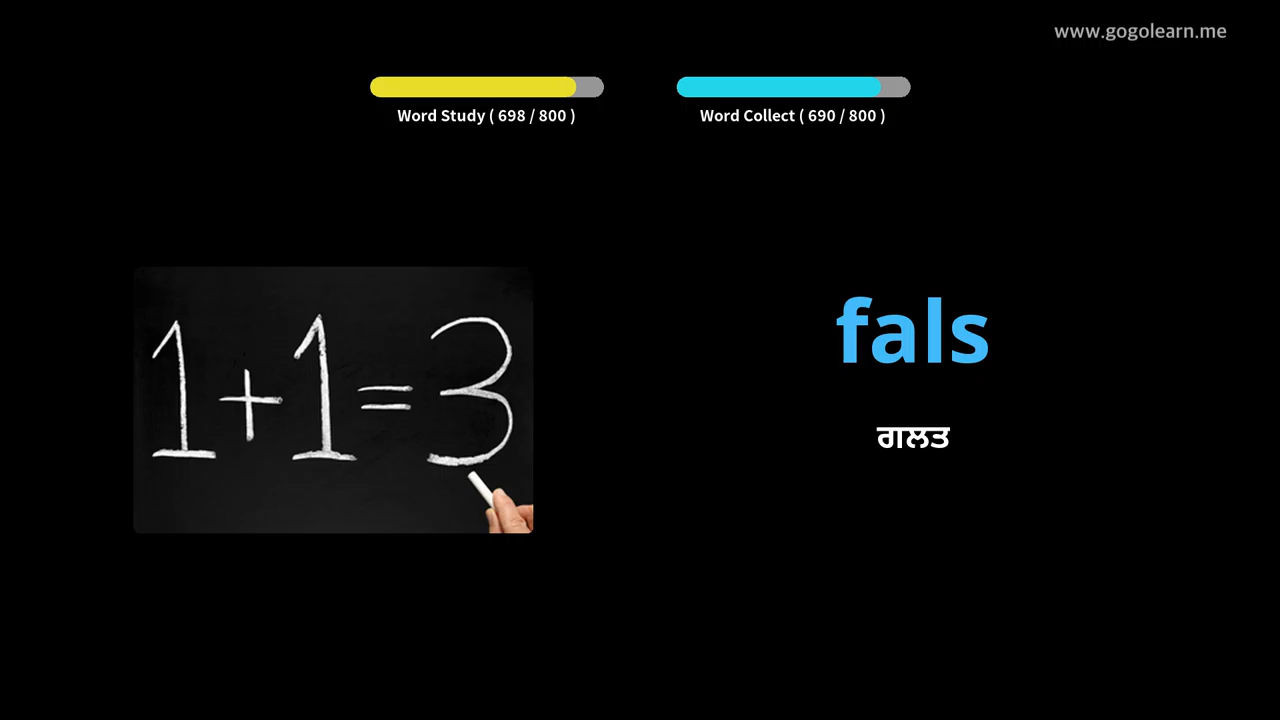 www.gogolearn.me
Word Study ( 698 / 800 )
Word Collect ( 690 / 800 )
1+1=3
fals
ਗਲਤ